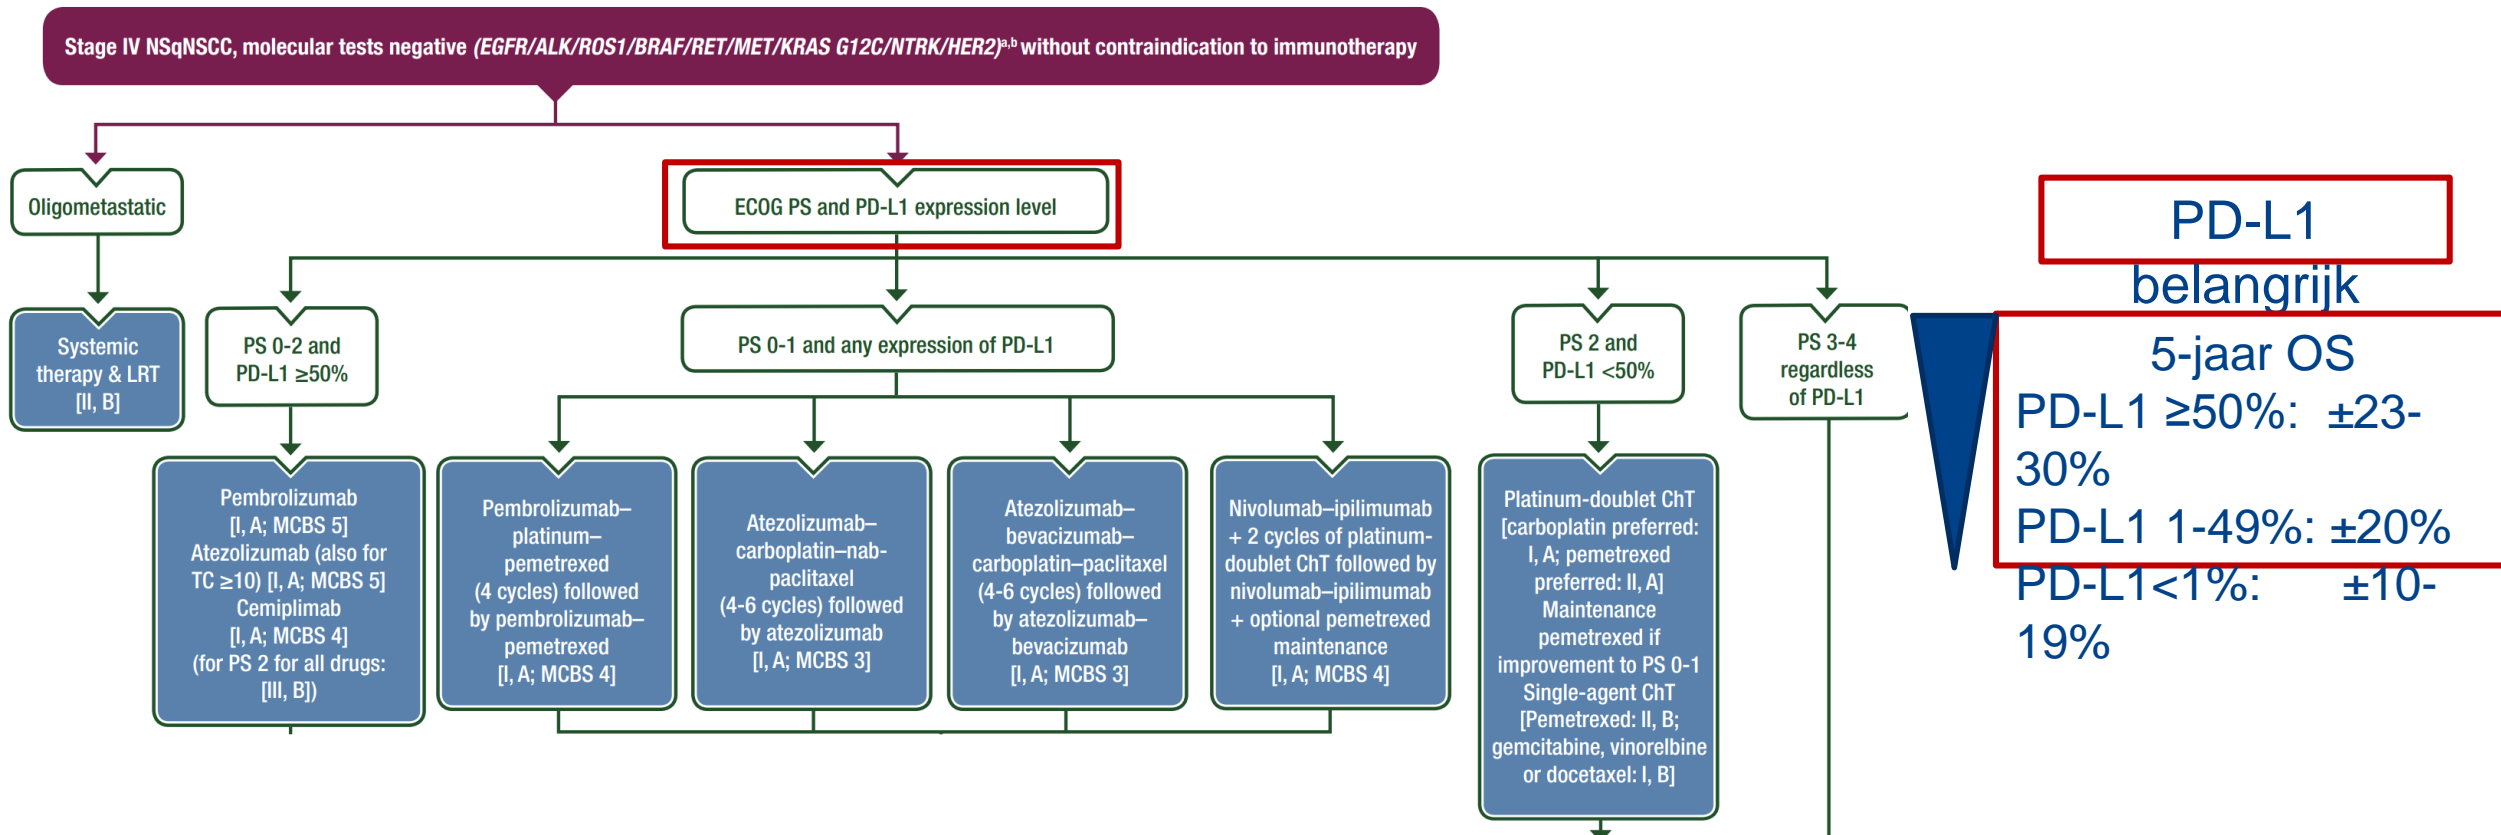 Stage IV NSqNSCC, molecular tests negative (EGFR/ALK/ROS1/BRAF/RET/MET/KRAS G12C/NTRK/HER2)a,b without contraindication to immunotherapy
Oligometastatic
ECOG PS and PD-L1 expression level
Systemic
therapy & LRT
[II, B]
PS 0-2 and
PD-L1 ≥50%
PS 0-1 and any expression of PD-L1
PS 2 and
PD-L1 <50%
PS 3-4
regardless
of PD-L1
Pembrolizumab
[I, A; MCBS 5]
Atezolizumab (also for
TC ≥10) [I, A; MCBS 5]
Cemiplimab
[I, A; MCBS 4]
(for PS 2 for all drugs:
[III, B])
Pembrolizumab–
platinum–
pemetrexed
(4 cycles) followed
by pembrolizumab–
pemetrexed
[I, A; MCBS 4]
Atezolizumab–
carboplatin–nab-
paclitaxel
(4-6 cycles) followed
by atezolizumab
[I, A; MCBS 3]
Atezolizumab–
bevacizumab–
carboplatin–paclitaxel
(4-6 cycles) followed
by atezolizumab–
bevacizumab
[I, A; MCBS 3]
Nivolumab–ipilimumab
+ 2 cycles of platinum-
doublet ChT followed by
nivolumab–ipilimumab
+ optional pemetrexed
maintenance
[I, A; MCBS 4]
Platinum-doublet ChT
[carboplatin preferred:
I, A; pemetrexed
preferred: II, A]
Maintenance
pemetrexed if
improvement to PS 0-1
Single-agent ChT
[Pemetrexed: II, B;
gemcitabine, vinorelbine
or docetaxel: I, B]
PD-L1
belangrijk
5-jaar OS
PD-L1 ≥50%: ±23-
30%
PD-L1 1-49%: ±20%
PD-L1<1%: ±10-
19%